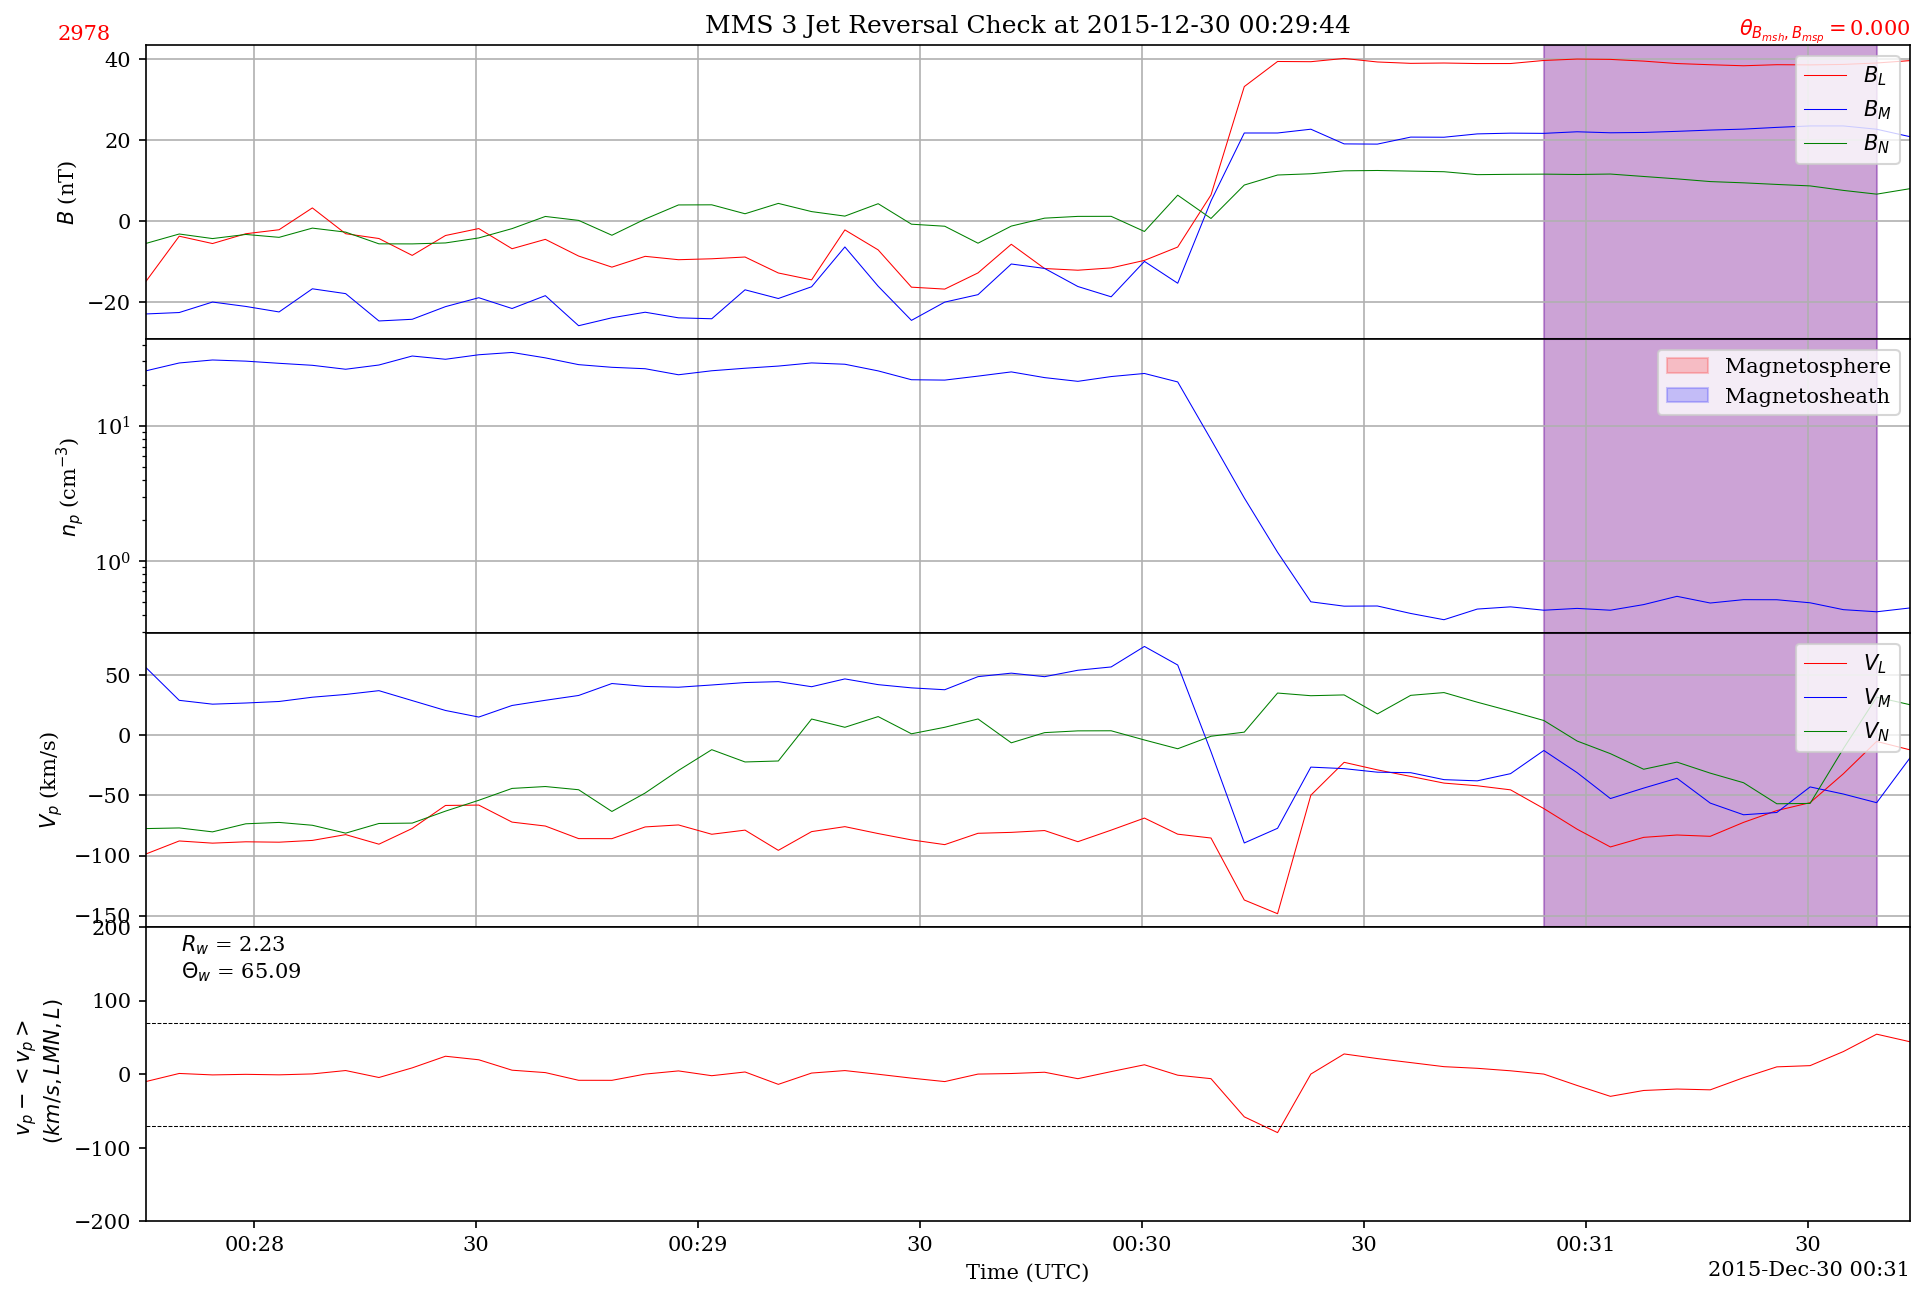 MMS 3 Jet Reversal Check at 2015-12-30 00:29:44
2978
θ_{B_{msh}, B_{msp}} = 0.000
40
20
0
−20
B (nT)
B_L
B_M
B_N
10^1
10^0
n_p (cm^{−3})
Magnetosphere
Magnetosheath
50
0
−50
−100
−150
V_p (km/s)
V_L
V_M
V_N
200
100
0
−100
−200
v_p − < v_p >
(km/s, LMN, L)
R_w = 2.23
Θ_w = 65.09
00:28 30 00:29 30 00:30 30 00:31 30
Time (UTC)
2015-Dec-30 00:31